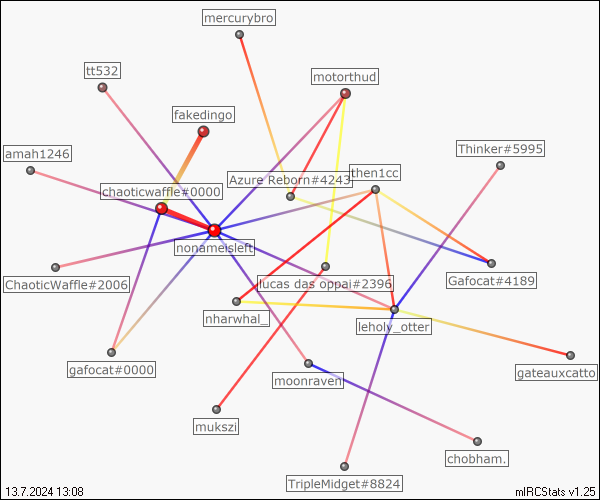 mercurybro
tt532
motorthud
fakedingo
Thinker#5995
amah1246
then1cc
Azure Reborn#4243
chaoticwaffle#0000
nonameisleft
ChaoticWaffle#2006
lucas das oppai#2396
Gafocat#4189
nharwhal_
leholy_otter
gafocat#0000
moonraven
gateauxcatto
mukszi
chobham.
TripleMidget#8824
13.7.2024 13:08
mIRCStats v1.25